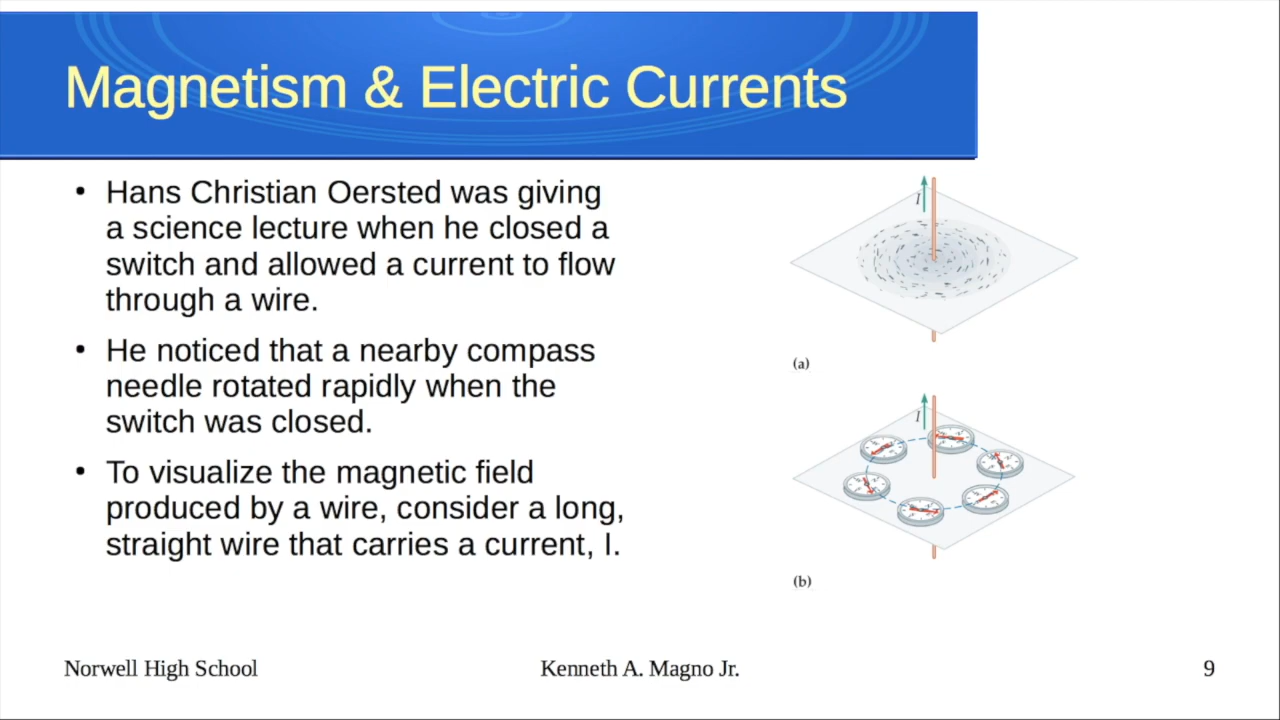 Magnetism & Electric Currents
• Hans Christian Oersted was giving
a science lecture when he closed a
switch and allowed a current to flow
through a wire.
• He noticed that a nearby compass
needle rotated rapidly when the
switch was closed.
• To visualize the magnetic field
produced by a wire, consider a long,
straight wire that carries a current, I.
I
(a)
I
(b)
Norwell High School
Kenneth A. Magno Jr.
9